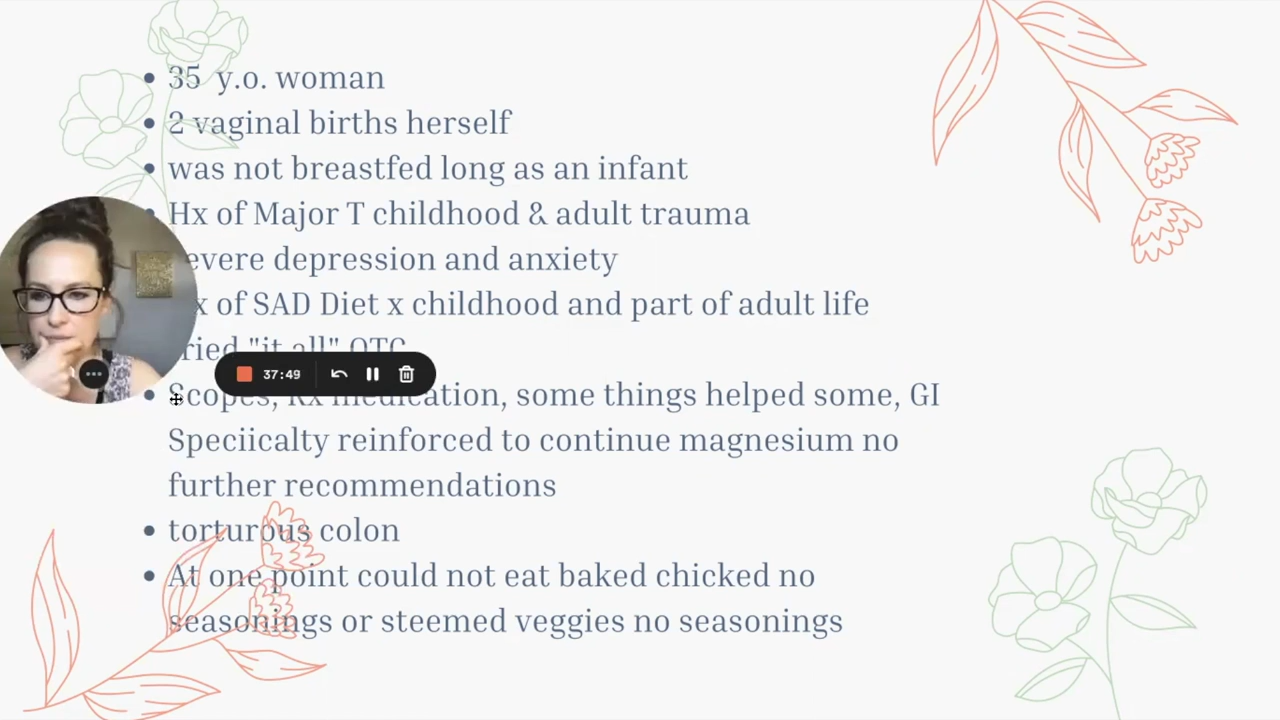 • 35 y.o. woman
• 2 vaginal births herself
• was not breastfed long as an infant
Hx of Major T childhood & adult trauma
evere depression and anxiety
x of SAD Diet x childhood and part of adult life
ried "it all" OTC
37:49
• Scopes, Rx medication, some things helped some, GI
Speciicalty reinforced to continue magnesium no
further recommendations
• torturous colon
• At one point could not eat baked chicked no
seasonings or steemed veggies no seasonings